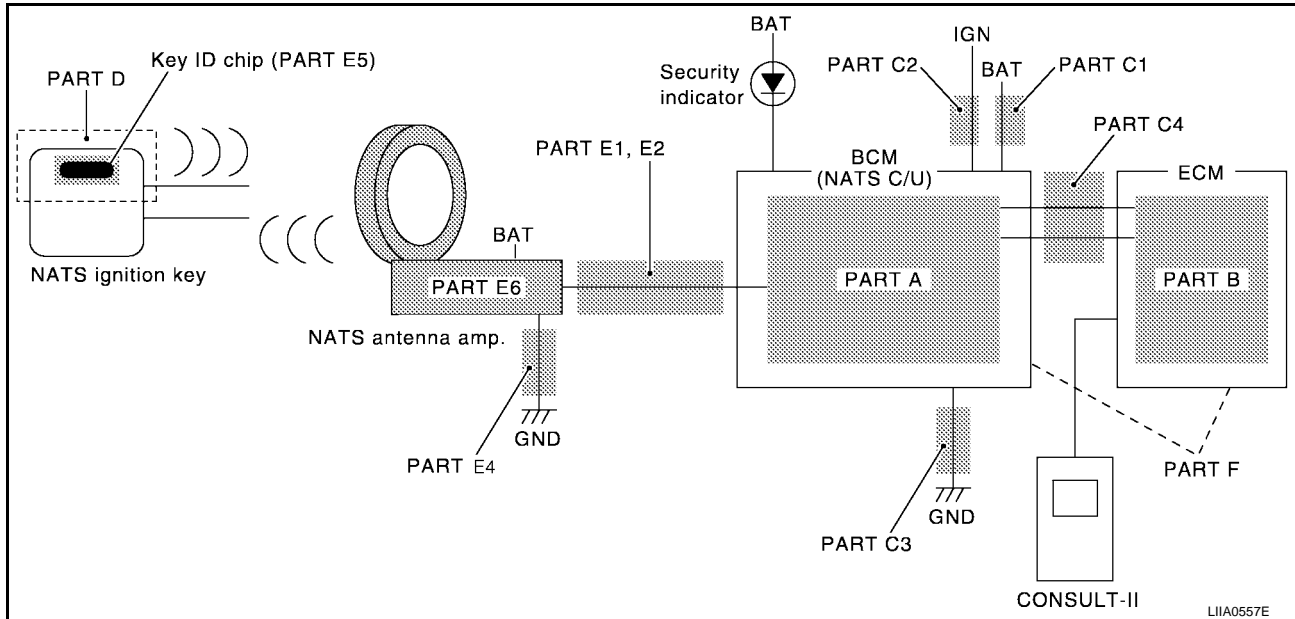 BAT
IGN
Key ID chip (PART E5)
PART D
Security
indicator
PART C2
BAT
PART C1
PART C4
PART E1, E2
BCM
(NATS C/U)
ECM
BAT
NATS ignition key
PART E6
PART A
PART B
NATS antenna amp.
GND
PART E4
PART F
GND
PART C3
CONSULT-II
LIIA0557E